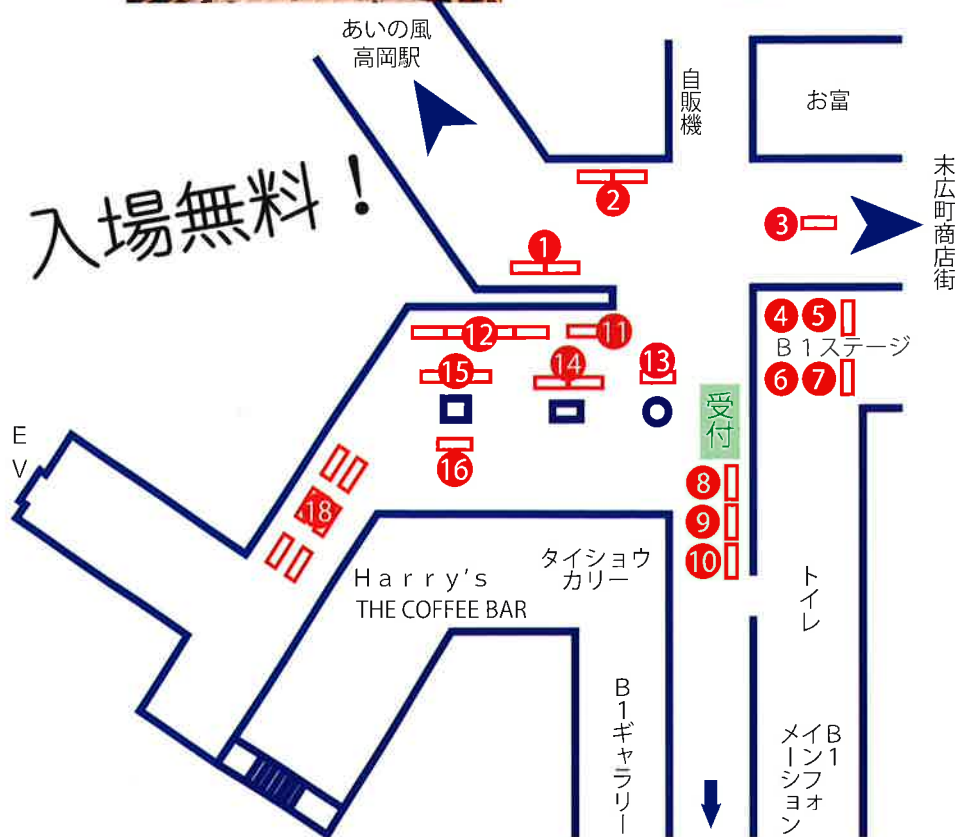 あいの風
高岡駅
自販機
お富
入場無料！
末広町商店街
2
3
1
4
5
12
11
B１ステージ
15
14
13
6
7
受付
16
8
9
10
EV
18
タイショウ
カリー
Harry's
THE COFFEE BAR
トイレ
B1ギャラリー
B1
インフォ
メーション